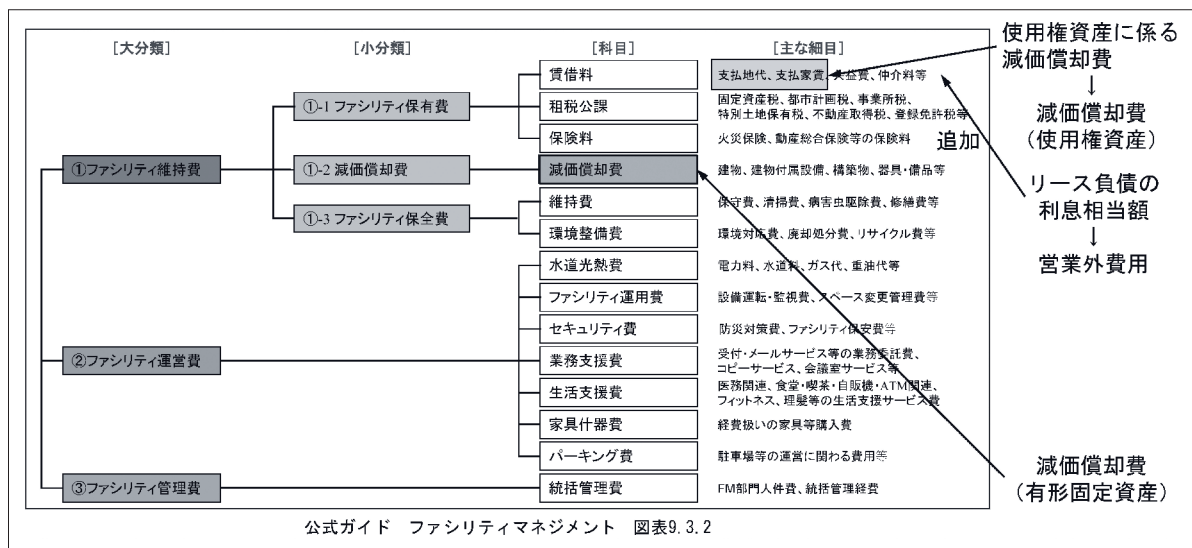 [大分類] [小分類] [科目] [主な細目]
①ファシリティ維持費
①-1 ファシリティ保有費
賃借料
支払地代、支払家賃、共益費、仲介料等
租税公課
固定資産税、都市計画税、事業所税、
特別土地保有税、不動産取得税、登録免許税等
保険料
火災保険、動産総合保険等の保険料
①-2 減価償却費
減価償却費
建物、建物付属設備、構築物、器具・備品等
①-3 ファシリティ保全費
維持費
保守費、清掃費、病害虫駆除費、修繕費等
環境整備費
環境対応費、廃却処分費、リサイクル費等
②ファシリティ運営費
水道光熱費
電力料、水道料、ガス代、重油代等
ファシリティ運用費
設備運転・監視費、スペース変更管理費等
セキュリティ費
防災対策費、ファシリティ保安費等
業務支援費
受付・メールサービス等の業務委託費、
コピーサービス、会議室サービス等
生活支援費
医務関連、食堂・喫茶・自販機・ATM関連、
フィットネス、理髪等の生活支援サービス費
家具什器費
経費扱いの家具等購入費
パーキング費
駐車場等の運営に関わる費用等
③ファシリティ管理費
統括管理費
FM部門人件費、統括管理経費
使用権資産に係る
減価償却費
↓
減価償却費
(使用権資産)
追加
リース負債の
利息相当額
↓
営業外費用
減価償却費
(有形固定資産)
公式ガイド ファシリティマネジメント 図表9.3.2